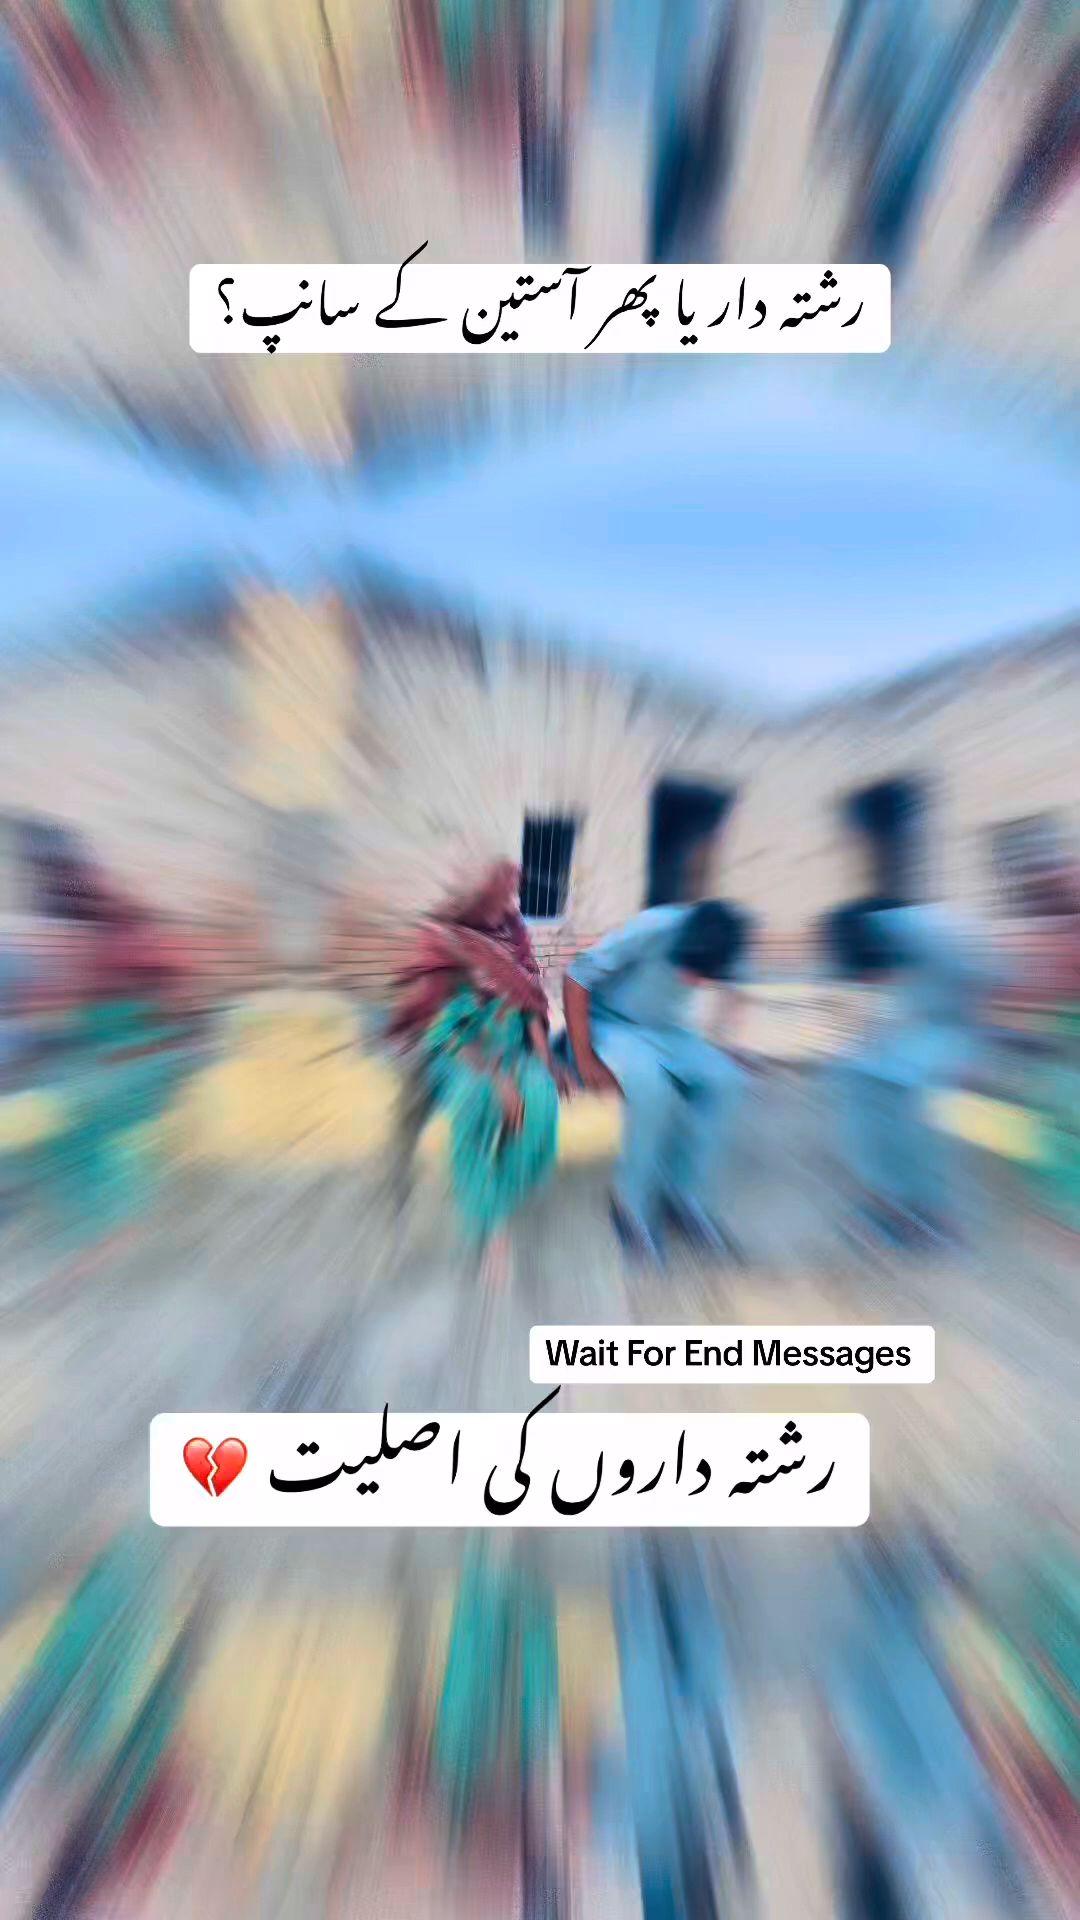 رشتہ دار یا پھر آستین کے سانپ؟
Wait For End Messages
رشتہ داروں کی اصلیت 💔